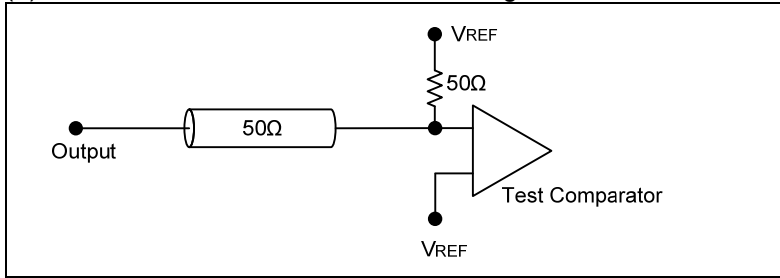 VREF
50Ω
50Ω
Output
Test Comparator
VREF